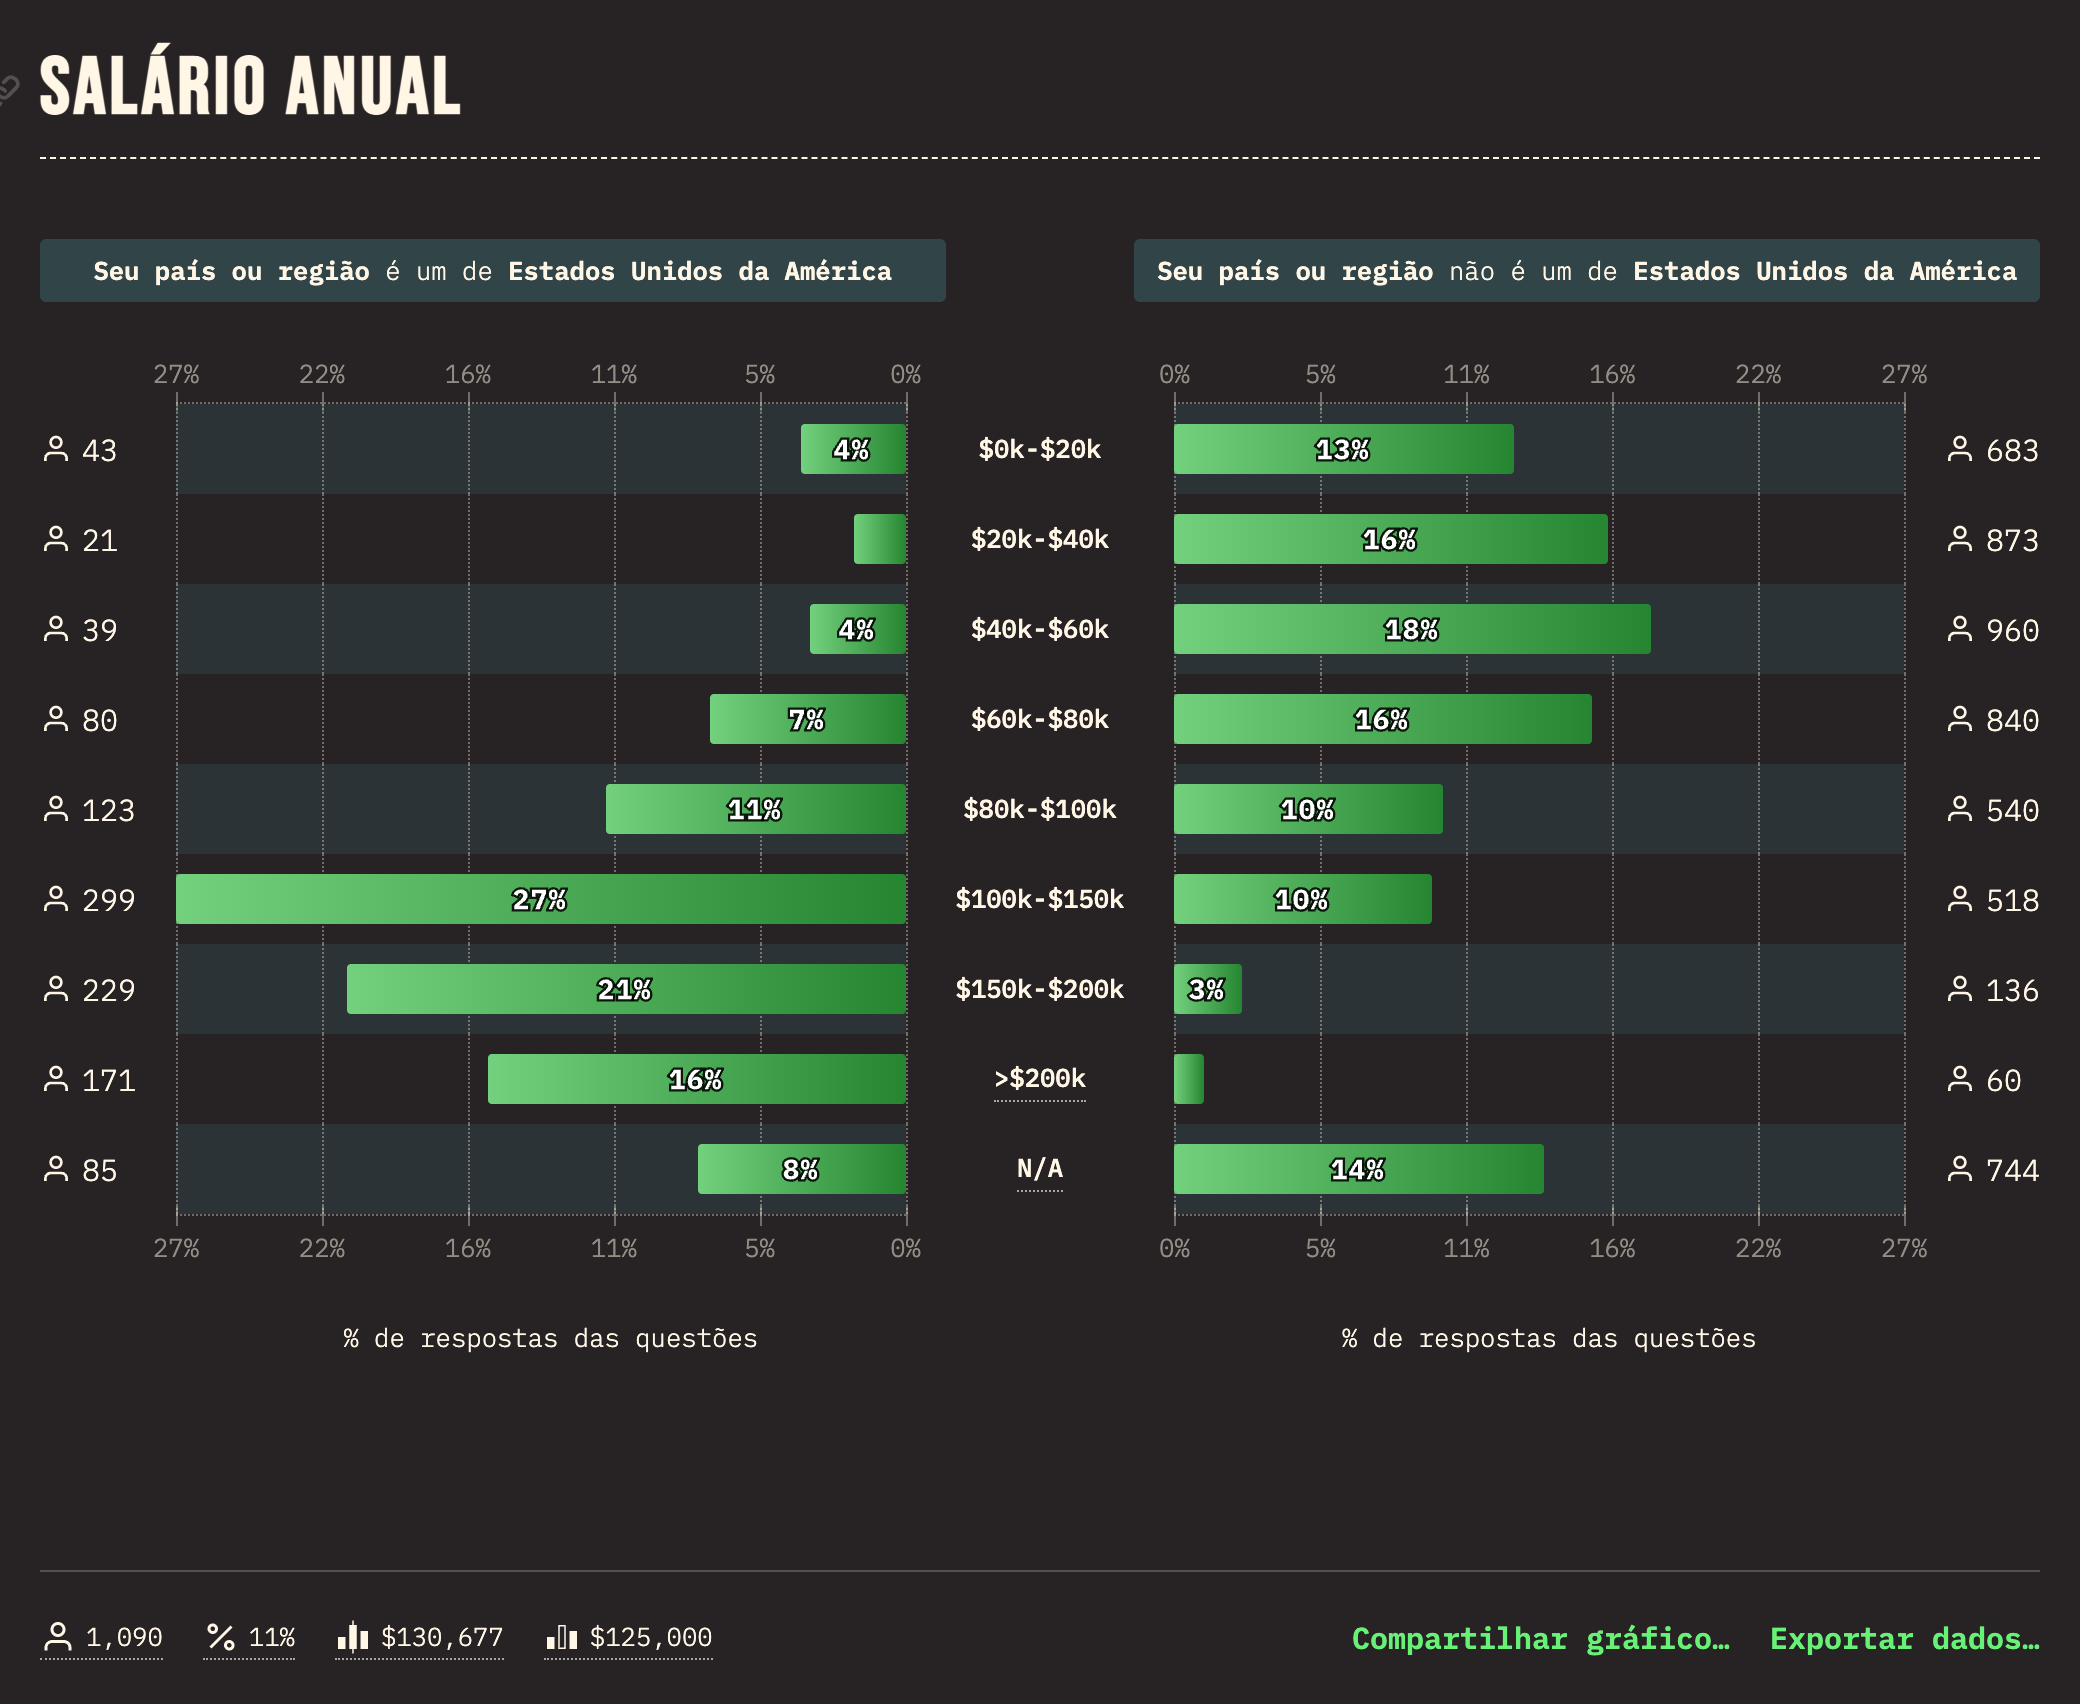 SALÁRIO ANUAL
Seu país ou região é um de Estados Unidos da América
Seu país ou região não é um de Estados Unidos da América
27% 22% 16% 11% 5% 0%
0% 5% 11% 16% 22% 27%
43 4% $0k-$20k 13% 683
21 $20k-$40k 16% 873
39 4% $40k-$60k 18% 960
80 7% $60k-$80k 16% 840
123 11% $80k-$100k 10% 540
299 27% $100k-$150k 10% 518
229 21% $150k-$200k 3% 136
171 16% >$200k 60
85 8% N/A 14% 744
27% 22% 16% 11% 5% 0%
0% 5% 11% 16% 22% 27%
% de respostas das questões
% de respostas das questões
1,090 % 11% $130,677 $125,000
Compartilhar gráfico… Exportar dados…